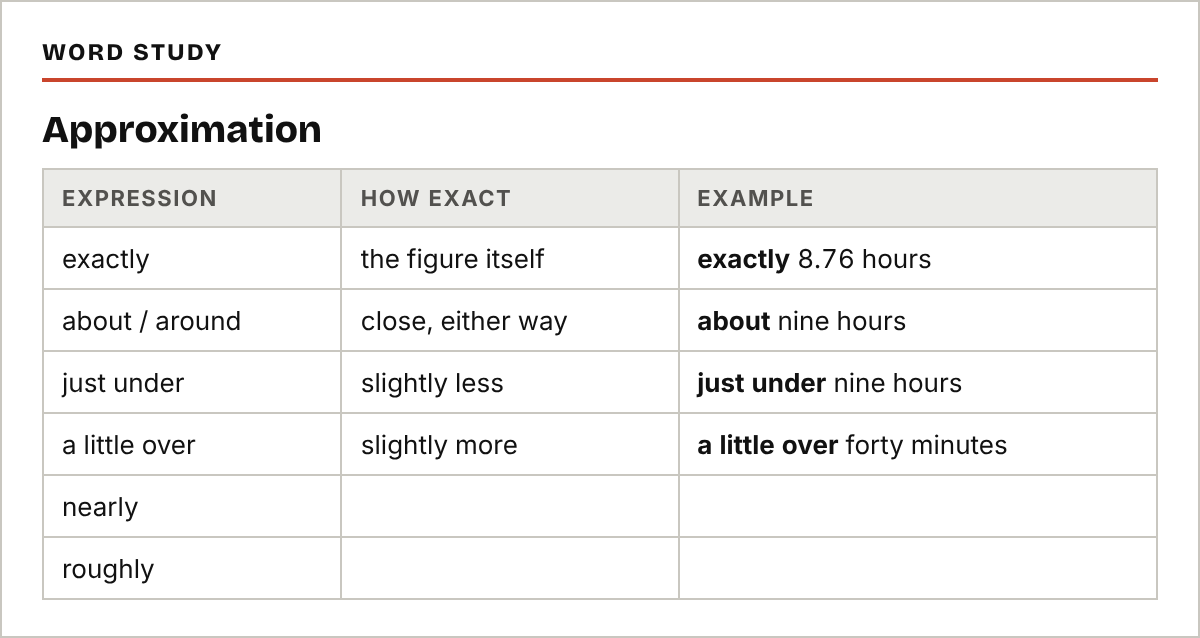 WORD STUDY
Approximation
EXPRESSION HOW EXACT EXAMPLE
exactly the figure itself exactly 8.76 hours
about / around close, either way about nine hours
just under slightly less just under nine hours
a little over slightly more a little over forty minutes
nearly
roughly